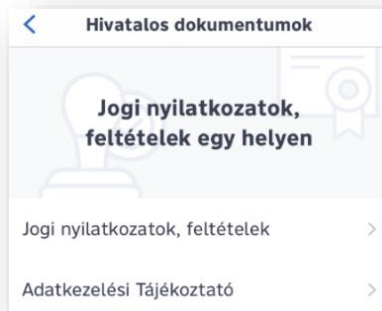 Hivatalos dokumentumok
Jogi nyilatkozatok,
feltételek egy helyen
Jogi nyilatkozatok, feltételek
Adatkezelési Tájékoztató